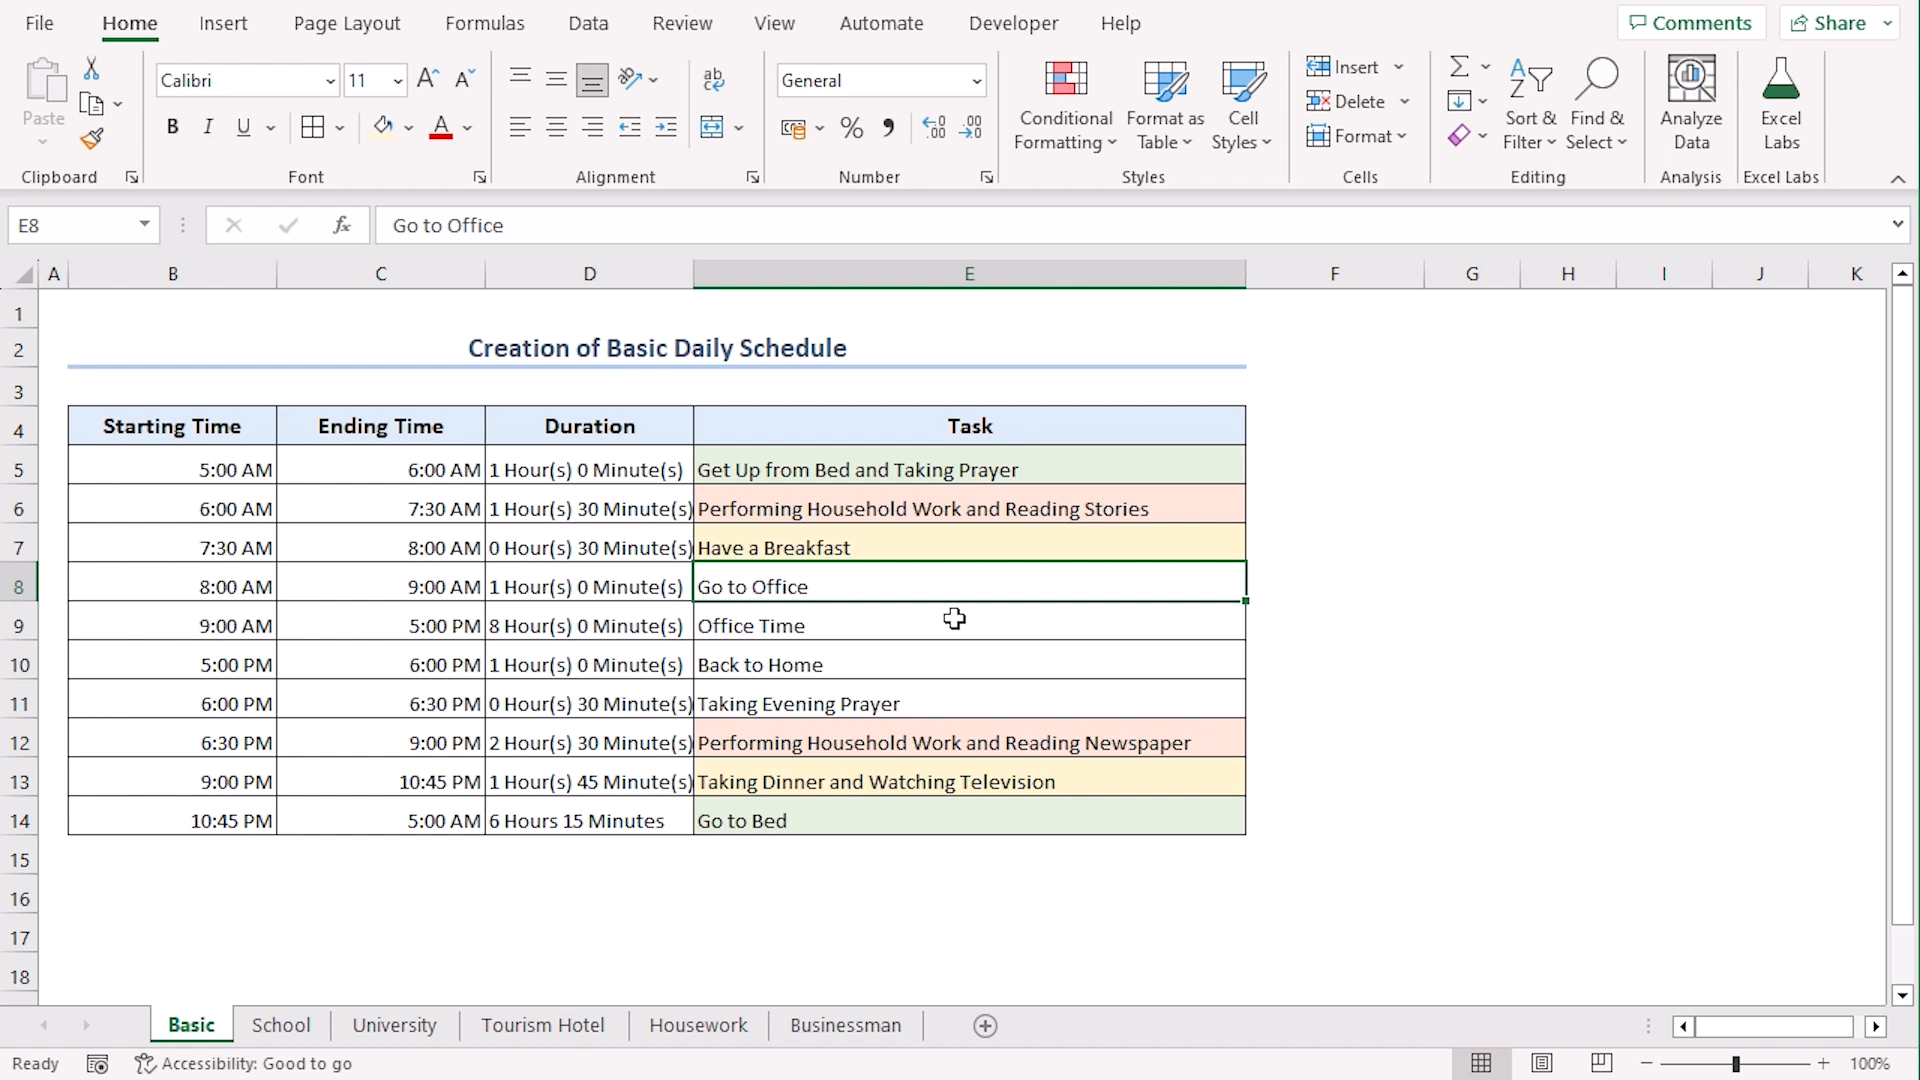 File Home Insert Page Layout Formulas Data Review View Automate Developer Help Comments Share
Paste
Calibri 11
B I U A
ab
General
% 9
Conditional Formatting
Format as Table
Cell Styles
Insert
Delete
Format
Sort & Filter
Find & Select
Analyze Data
Excel Labs
Clipboard Font Alignment Number Styles Cells Editing Analysis Excel Labs
E8 fx Go to Office
A B C D E F G H I J K
1
2 Creation of Basic Daily Schedule
3
4 Starting Time Ending Time Duration Task
5 5:00 AM 6:00 AM 1 Hour(s) 0 Minute(s) Get Up from Bed and Taking Prayer
6 6:00 AM 7:30 AM 1 Hour(s) 30 Minute(s) Performing Household Work and Reading Stories
7 7:30 AM 8:00 AM 0 Hour(s) 30 Minute(s) Have a Breakfast
8 8:00 AM 9:00 AM 1 Hour(s) 0 Minute(s) Go to Office
9 9:00 AM 5:00 PM 8 Hour(s) 0 Minute(s) Office Time
10 5:00 PM 6:00 PM 1 Hour(s) 0 Minute(s) Back to Home
11 6:00 PM 6:30 PM 0 Hour(s) 30 Minute(s) Taking Evening Prayer
12 6:30 PM 9:00 PM 2 Hour(s) 30 Minute(s) Performing Household Work and Reading Newspaper
13 9:00 PM 10:45 PM 1 Hour(s) 45 Minute(s) Taking Dinner and Watching Television
14 10:45 PM 5:00 AM 6 Hours 15 Minutes Go to Bed
15
16
17
18
Basic School University Tourism Hotel Housework Businessman
Ready Accessibility: Good to go 100%